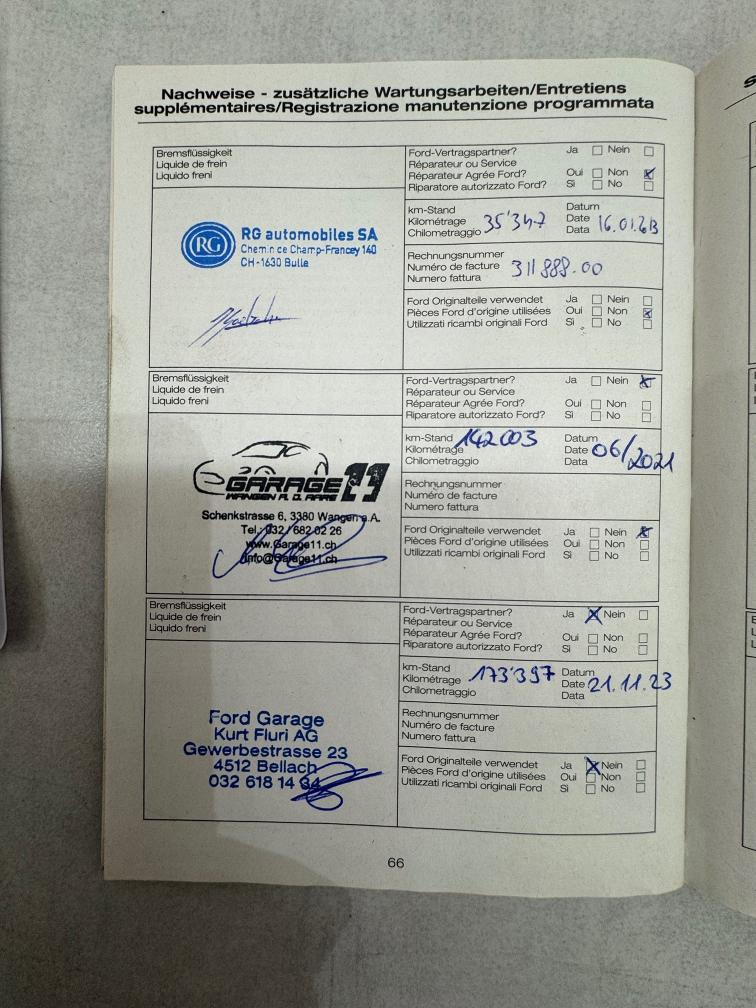 Nachweise - zusätzliche Wartungsarbeiten/Entretiens
supplémentaires/Registrazione manutenzione programmata
Bremsflüssigkeit
Liquide de frein
Liquido freni
RG
RG automobiles SA
Chemin de Champ-Francey 140
CH-1630 Bulle
Ford-Vertragspartner? Ja Nein
Réparateur ou Service
Réparateur Agrée Ford? Oui Non
Riparatore autorizzato Ford? Si No
km-Stand Datum
Kilométrage 35'347 Date 16.01.
Chilometraggio Data
Rechnungsnummer
Numéro de facture 311888.00
Numero fattura
Ford Originalteile verwendet Ja Nein
Pièces Ford d'origine utilisées Oui Non
Utilizzati ricambi originali Ford Si No
Bremsflüssigkeit
Liquide de frein
Liquido freni
GARAGE 11
WANGEN A. D. AARE
Schenkstrasse 6, 3380 Wangen a.A.
Tel.: 032 / 682 02 26
www.Garage11.ch
info@Garage11.ch
Ford-Vertragspartner? Ja Nein
Réparateur ou Service
Réparateur Agrée Ford? Oui Non
Riparatore autorizzato Ford? Si No
km-Stand 142003 Datum
Kilométrage Date 06/2021
Chilometraggio Data
Rechnungsnummer
Numéro de facture
Numero fattura
Ford Originalteile verwendet Ja Nein
Pièces Ford d'origine utilisées Oui Non
Utilizzati ricambi originali Ford Si No
Bremsflüssigkeit
Liquide de frein
Liquido freni
Ford Garage
Kurt Fluri AG
Gewerbestrasse 23
4512 Bellach
032 618 14 34
Ford-Vertragspartner? Ja Nein
Réparateur ou Service
Réparateur Agrée Ford? Oui Non
Riparatore autorizzato Ford? Si No
km-Stand Datum
Kilométrage 173'397 Date 21.11.23
Chilometraggio Data
Rechnungsnummer
Numéro de facture
Numero fattura
Ford Originalteile verwendet Ja Nein
Pièces Ford d'origine utilisées Oui Non
Utilizzati ricambi originali Ford Si No
66